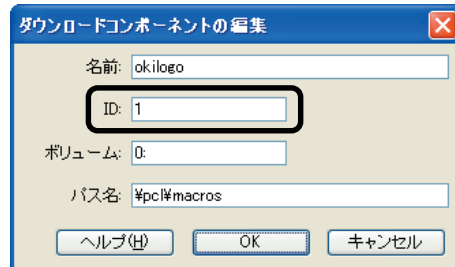 ダウンロードコンポーネントの編集
名前: okilogo
ID: 1
ボリューム: 0:
パス名: ¥pcl¥macros
ヘルプ(H) OK キャンセル